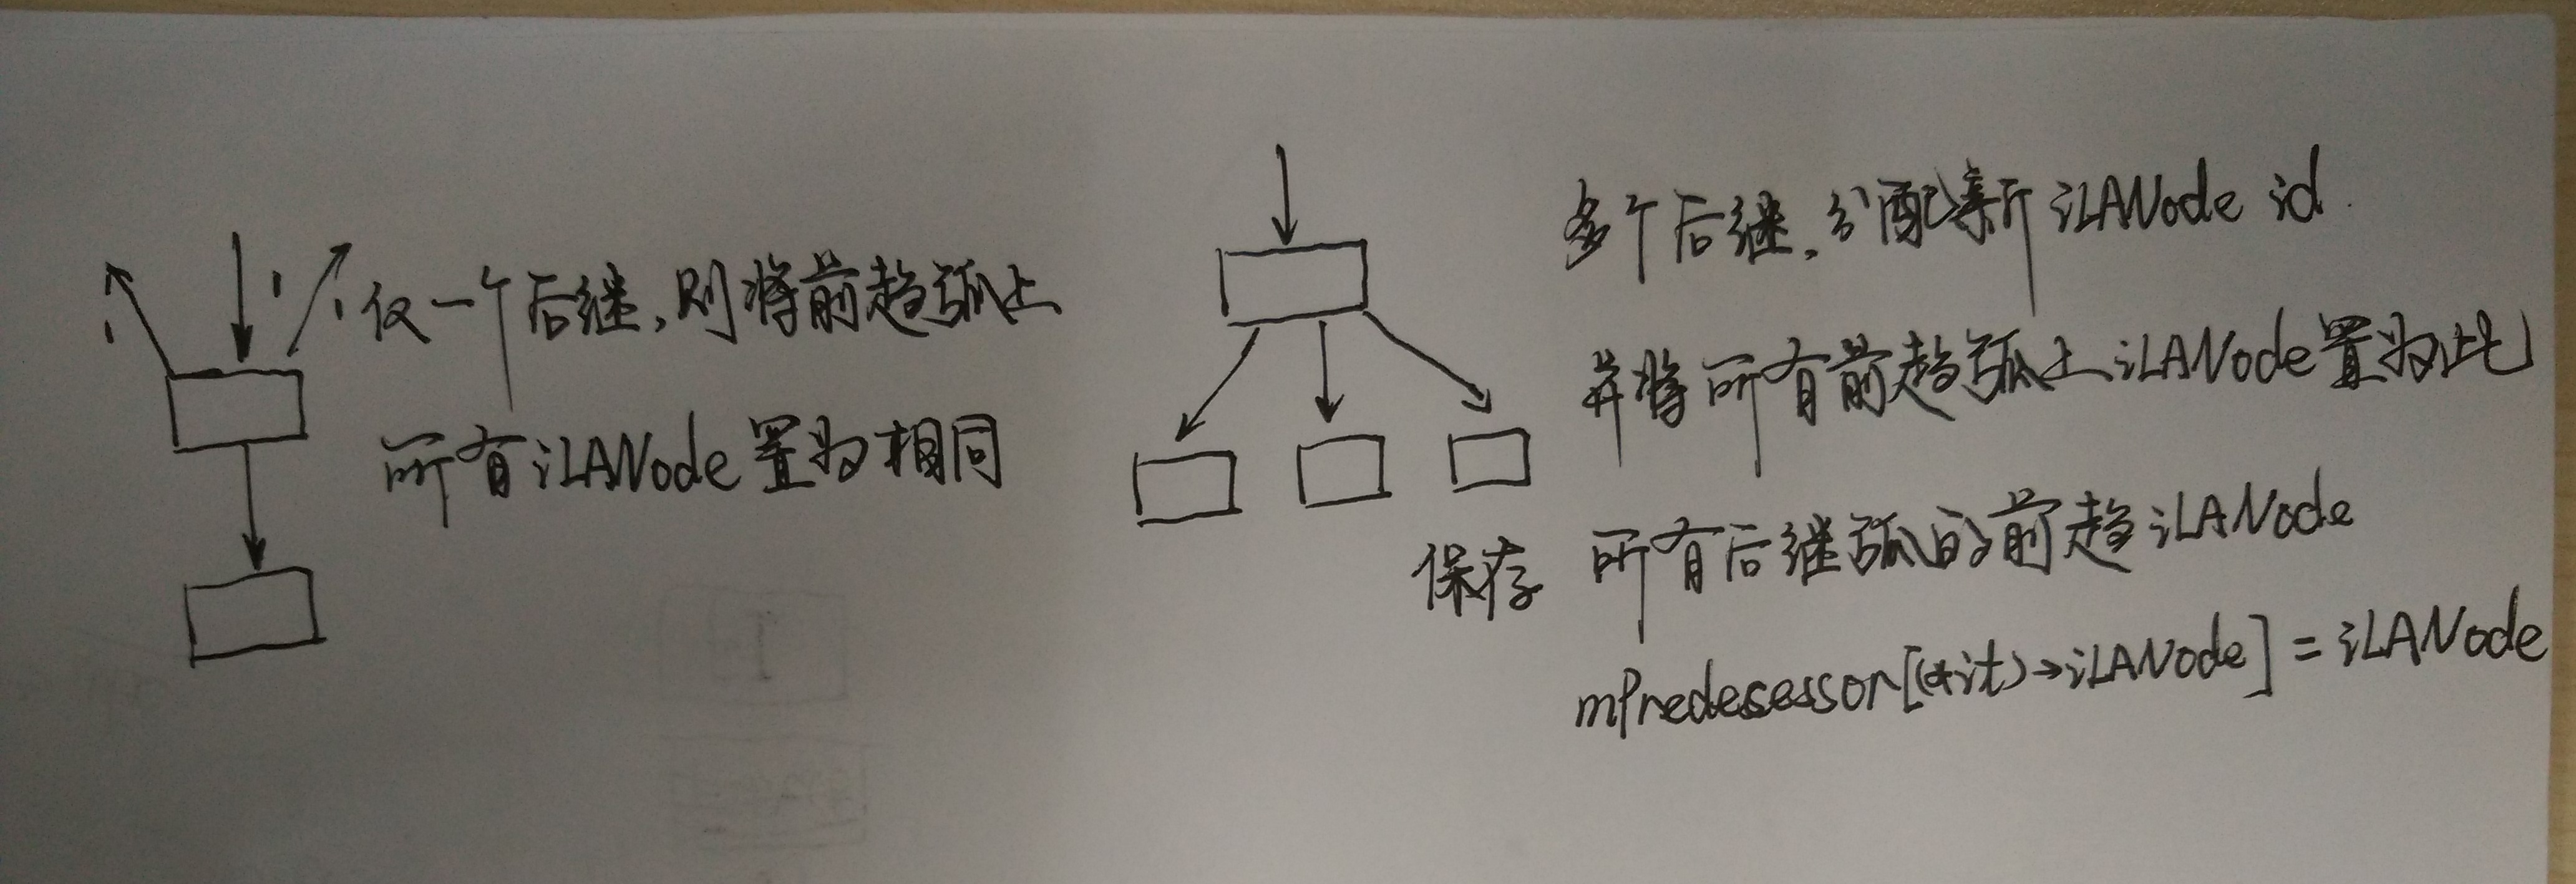 仅一个后继,则将前趋弧上
所有iLANode置为相同
多个后继,分配新iLANode id.
并将所有前趋弧上iLANode置为此
保存 所有后继弧的前趋iLANode
mPredesessor[(*it)→iLANode] = iLANode